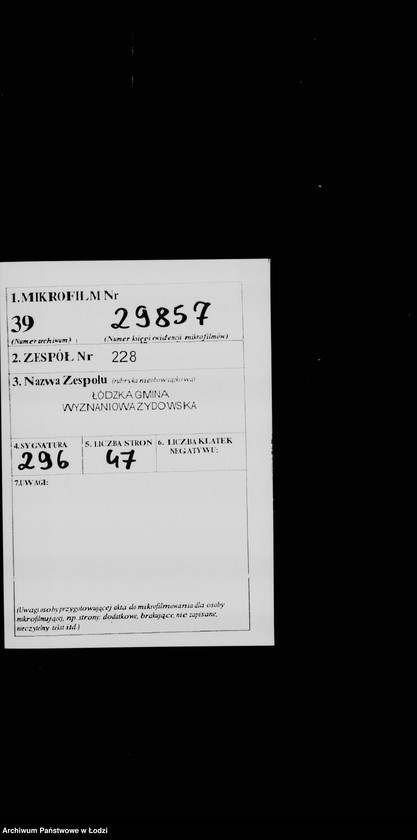 1. MIKROFILM Nr
39 29857
(Numer archiwum) (Numer księgi ewidencji mikrofilmów)
2. ZESPÓŁ Nr 228
3. Nazwa Zespołu (rubryka nieobowiązkowa)
ŁÓDZKA GMINA
WYZNANIOWA ŻYDOWSKA
4. SYGNATURA 5. LICZBA STRON 6. LICZBA KLATEK
NEGATYWU:
296 47
7. UWAGI:
(Uwagi osoby przygotowującej akta do mikrofilmowania dla osoby
mikrofilmującej, np. strony: dodatkowe, brakujące, nie zapisane,
nieczytelny tekst itd.)
Archiwum Państwowe w Łodzi